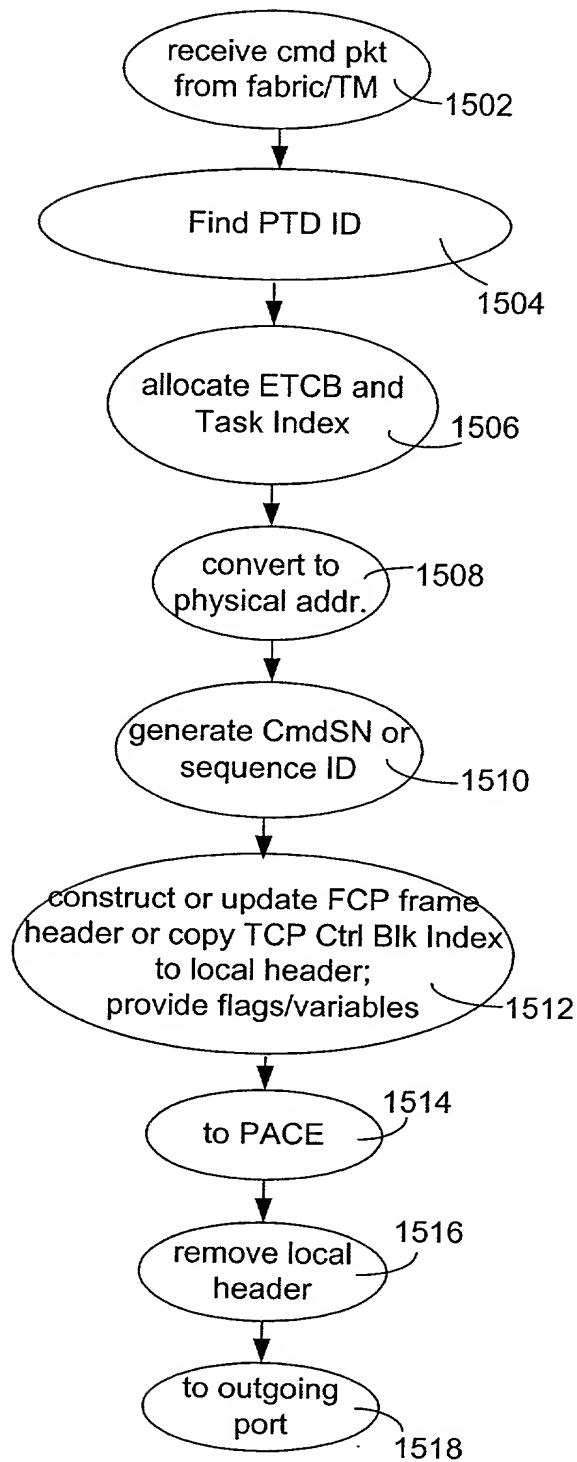 receive cmd pkt
from fabric/TM
1502
Find PTD ID
1504
allocate ETCB and
Task Index
1506
convert to
physical addr.
1508
generate CmdSN or
sequence ID
1510
construct or update FCP frame
header or copy TCP Ctrl Blk Index
to local header;
provide flags/variables
1512
to PACE
1514
remove local
header
1516
to outgoing
port
1518